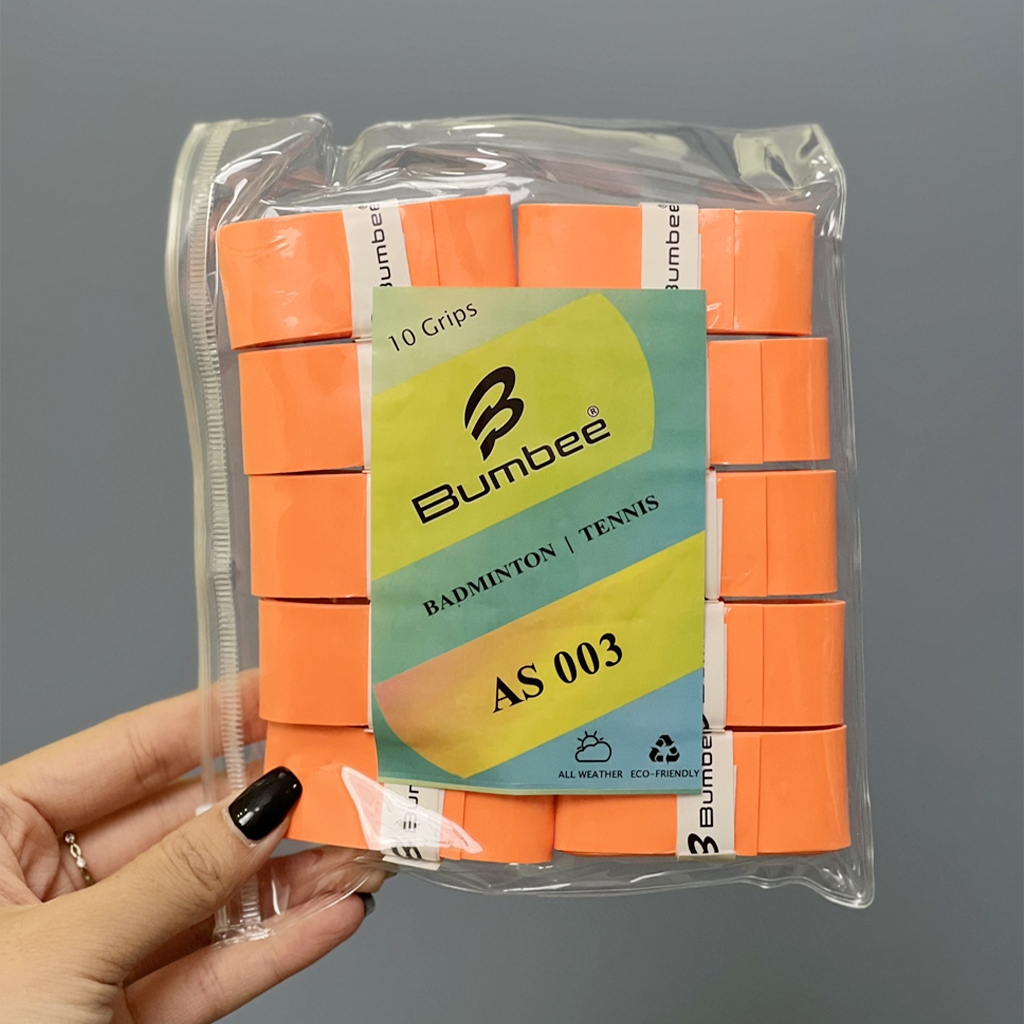 Bumbee
Bumbee
10 Grips
Bumbee®
BADMINTON | TENNIS
AS 003
ALL WEATHER ECO-FRIENDLY
Bumbee